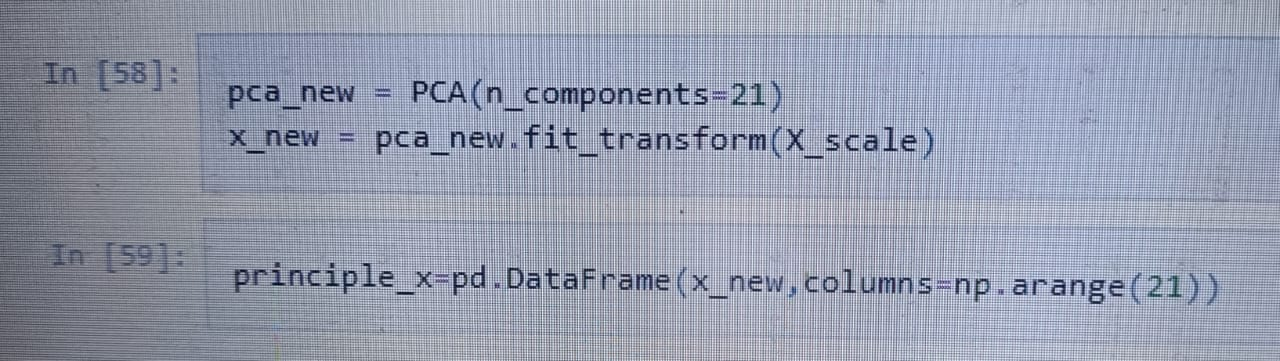 In [58]:
pca_new = PCA(n_components=21)
x_new = pca_new.fit_transform(X_scale)
In [59]:
principle_x=pd.DataFrame(x_new,columns=np.arange(21))